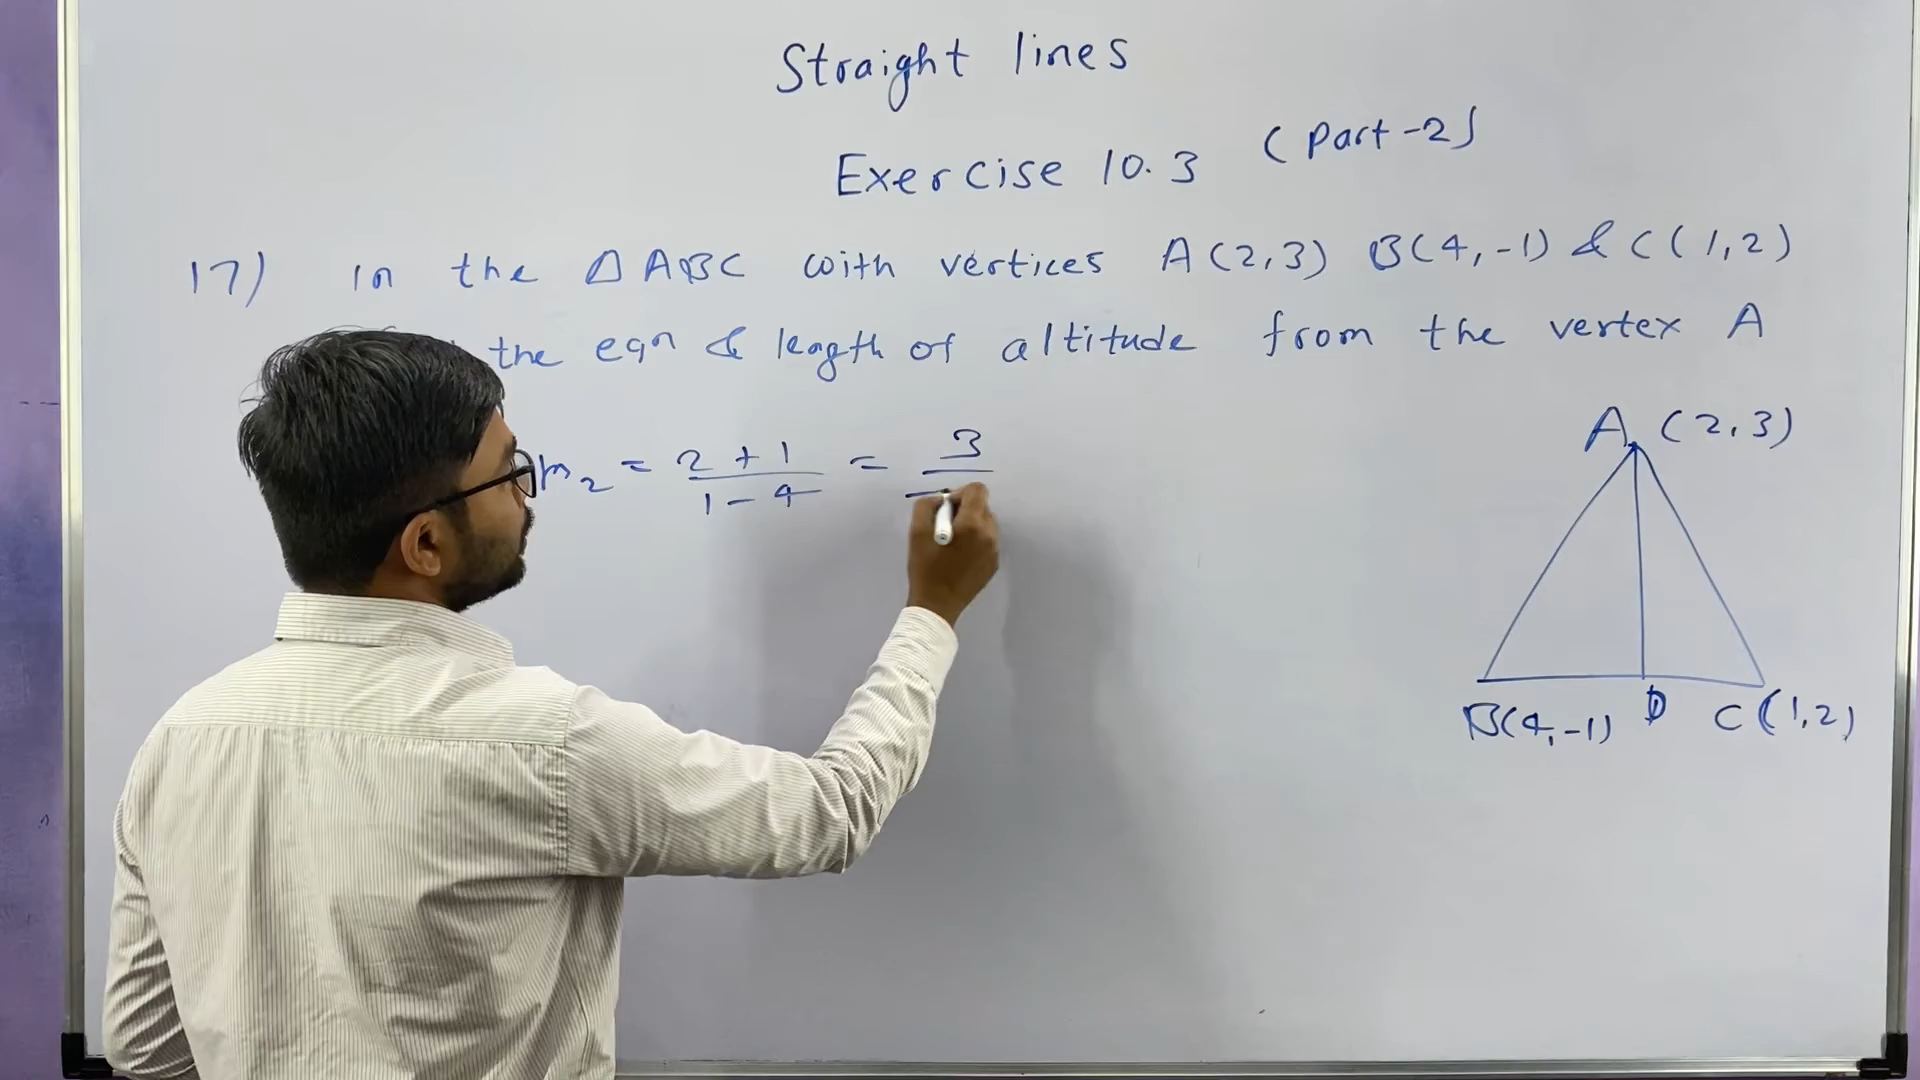 Straight lines
Exercise 10.3 (Part-2)
17) In the △ABC with vertices A(2,3) B(4,-1) & C(1,2)
the eqn & length of altitude from the vertex A
m₂ = 2+1/1-4 = 3/-
A(2,3)
B(4,-1) D C(1,2)